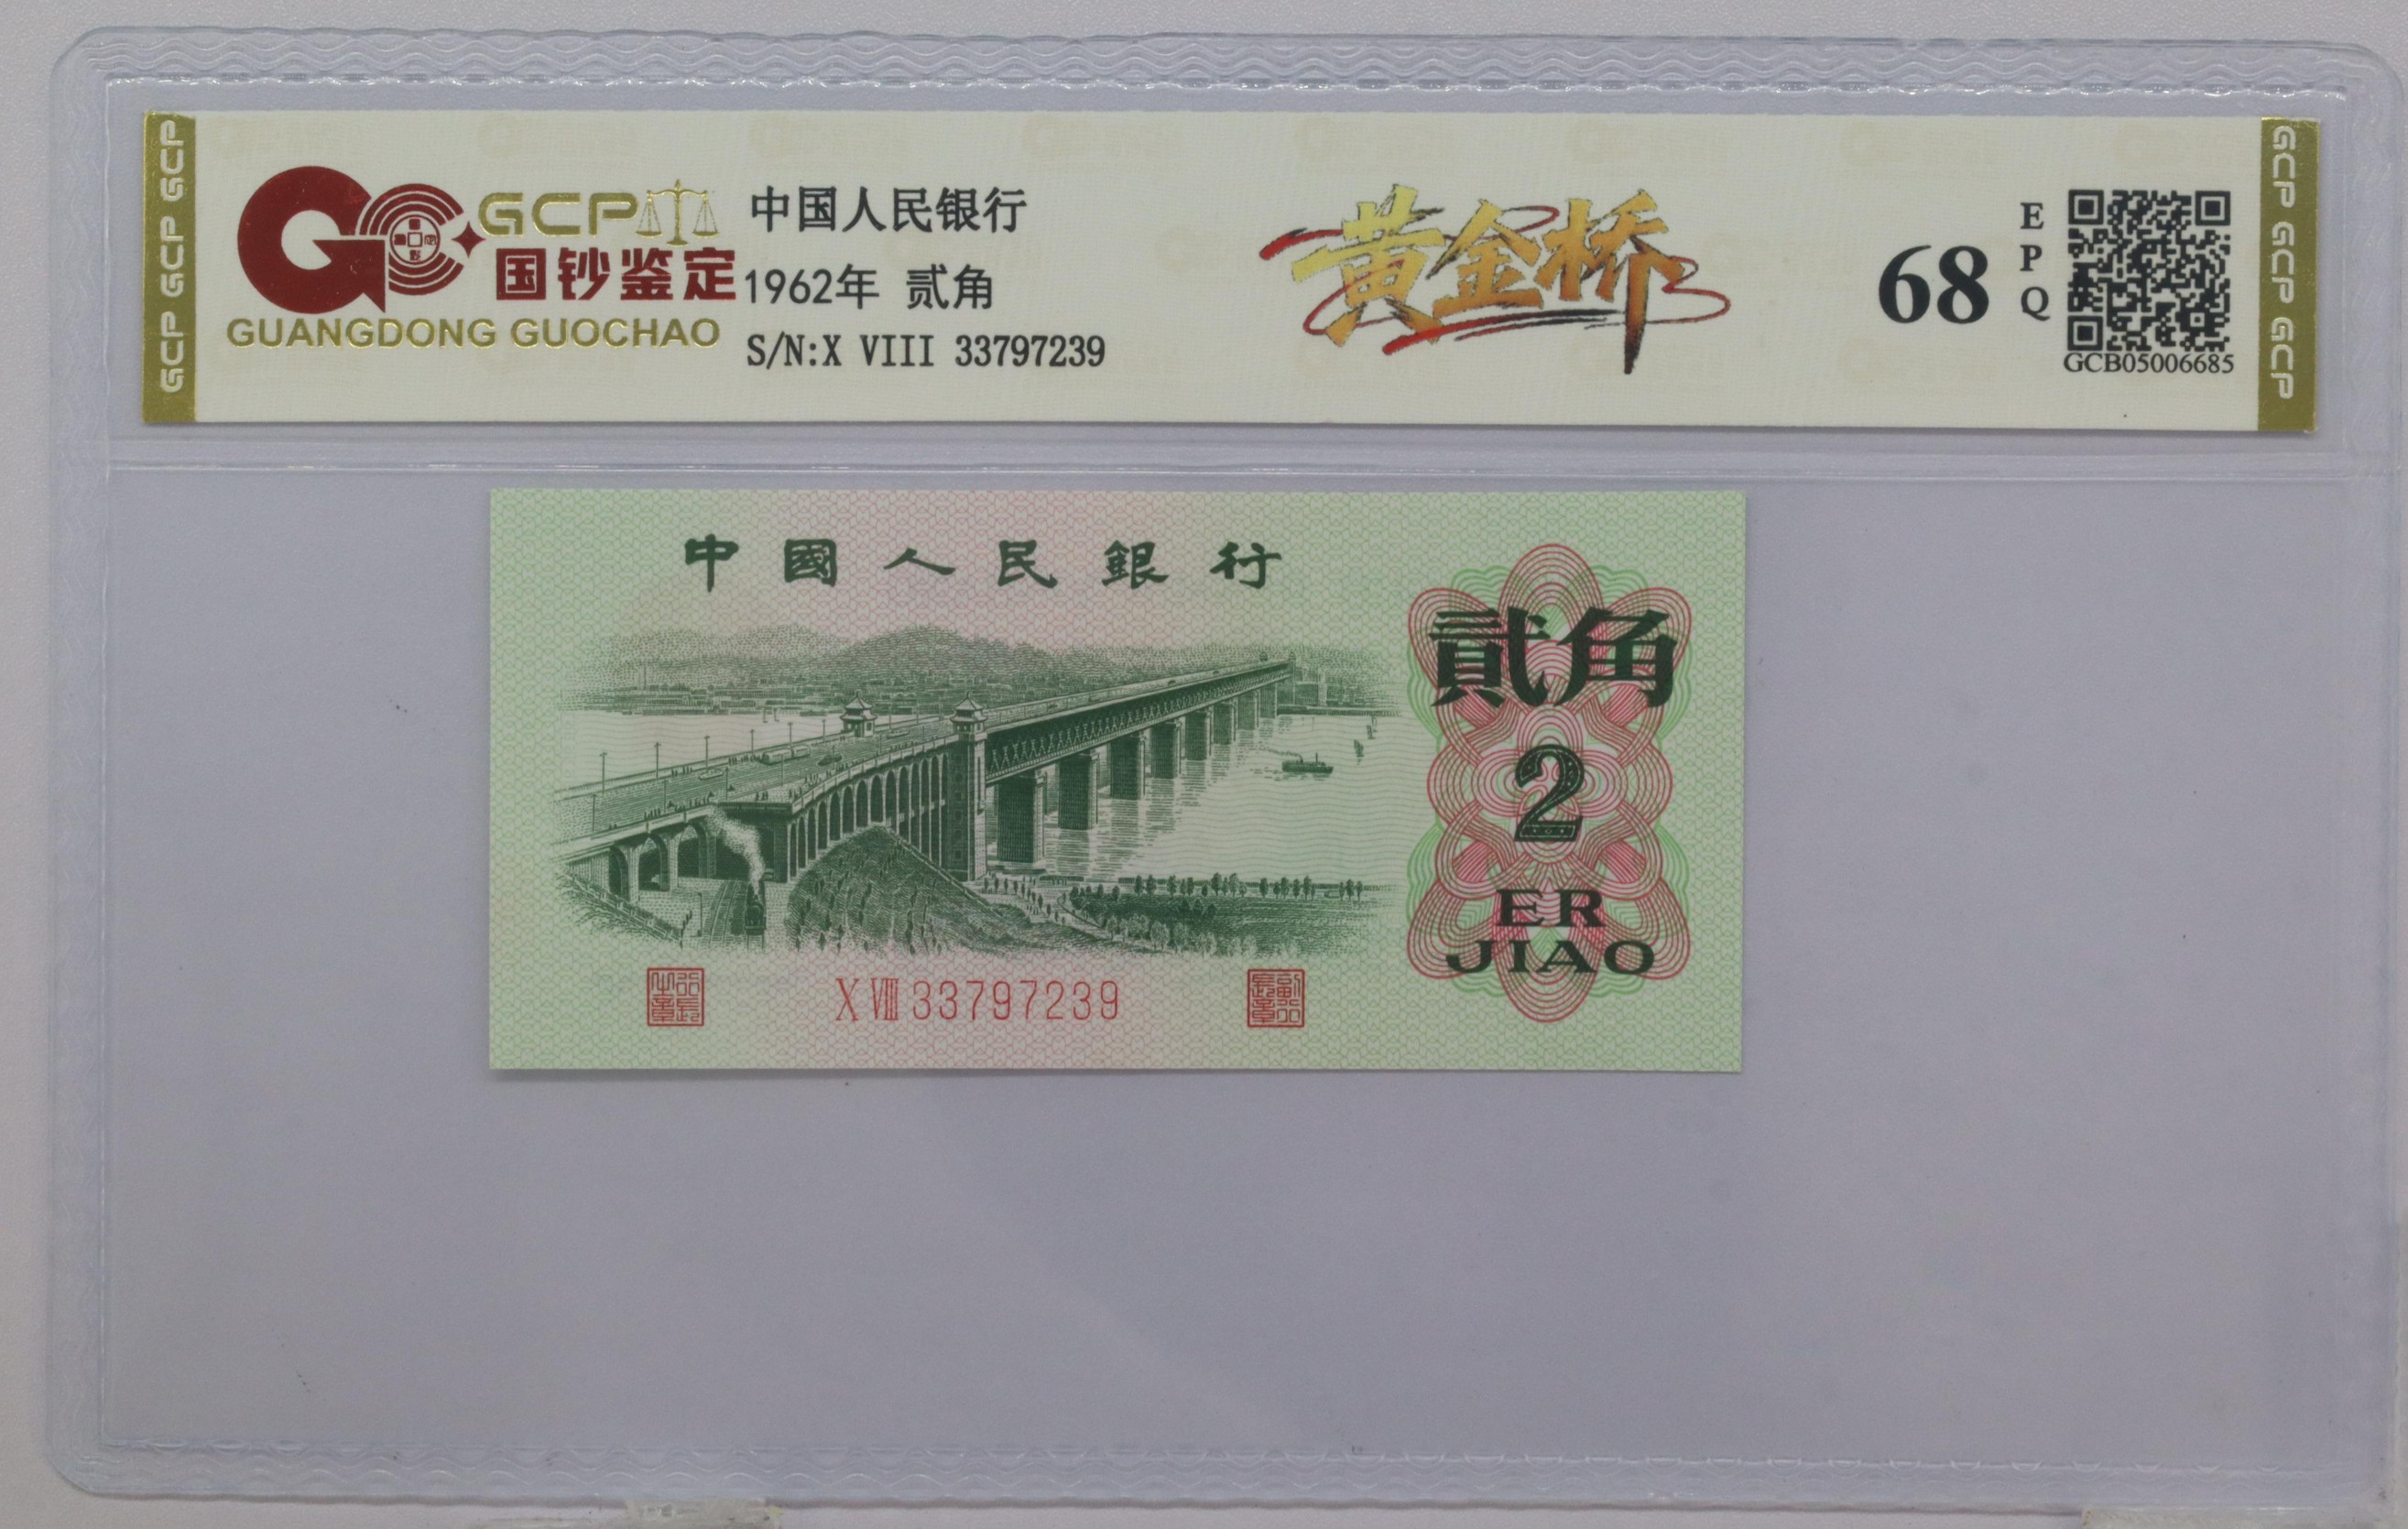 GCP GCP GCP
GCP
国钞鉴定
GUANGDONG GUOCHAO
中国人民银行
1962年 贰角
S/N:X VIII 33797239
黄金桥
68
EPQ
GCB05006685
GCP GCP GCP
中國人民銀行
貳角
2
ER
JIAO
X VIII 33797239